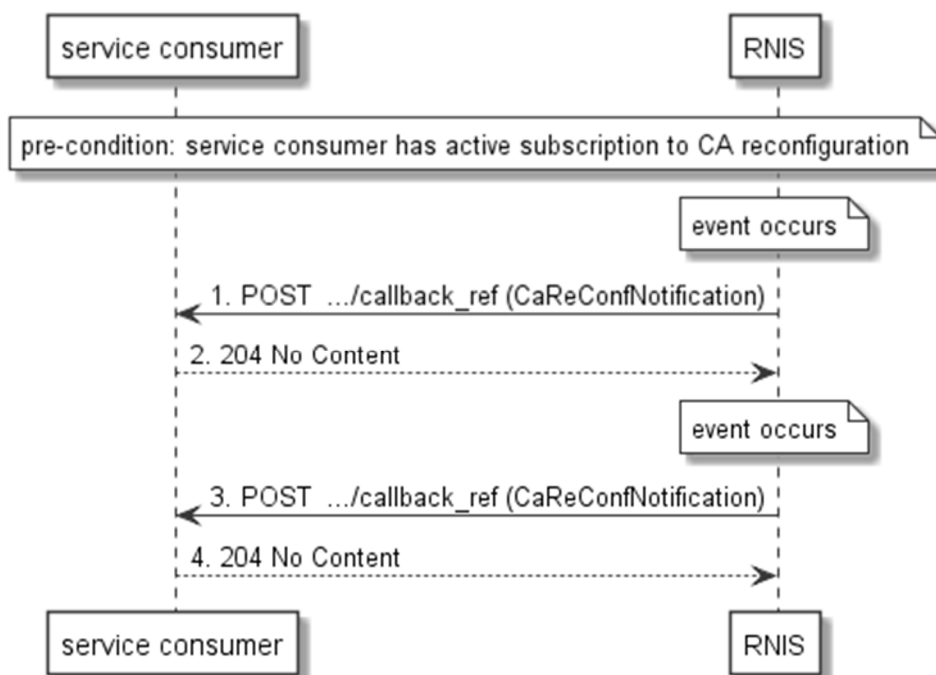 service consumer
RNIS
pre-condition: service consumer has active subscription to CA reconfiguration
event occurs
1. POST .../callback_ref (CaReConfNotification)
2. 204 No Content
event occurs
3. POST .../callback_ref (CaReConfNotification)
4. 204 No Content
service consumer
RNIS